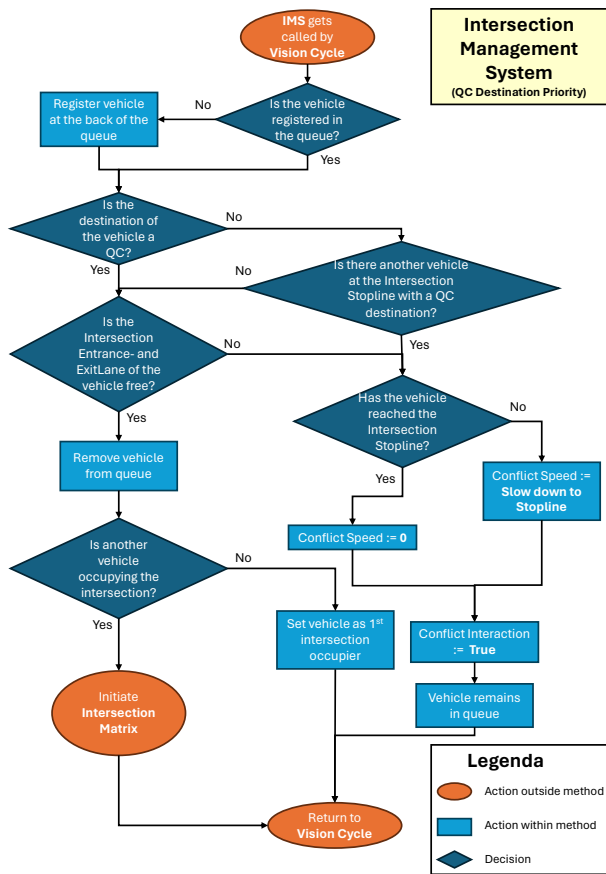 IMS gets
called by
Vision Cycle
Intersection
Management
System
(QC Destination Priority)
Register vehicle
at the back of the
queue
No
Is the vehicle
registered in
the queue?
Yes
Is the
destination of
the vehicle a
QC?
No
Yes
Is there another vehicle
at the Intersection
Stopline with a QC
destination?
No
Yes
Is the
Intersection
Entrance- and
ExitLane of the
vehicle free?
No
Yes
Has the vehicle
reached the
Intersection
Stopline?
No
Yes
Remove vehicle
from queue
Conflict Speed :=
Slow down to
Stopline
Conflict Speed := 0
Is another
vehicle
occupying the
intersection?
No
Yes
Set vehicle as 1st
intersection
occupier
Conflict Interaction
:= True
Initiate
Intersection
Matrix
Vehicle remains
in queue
Return to
Vision Cycle
Legenda
Action outside method
Action within method
Decision